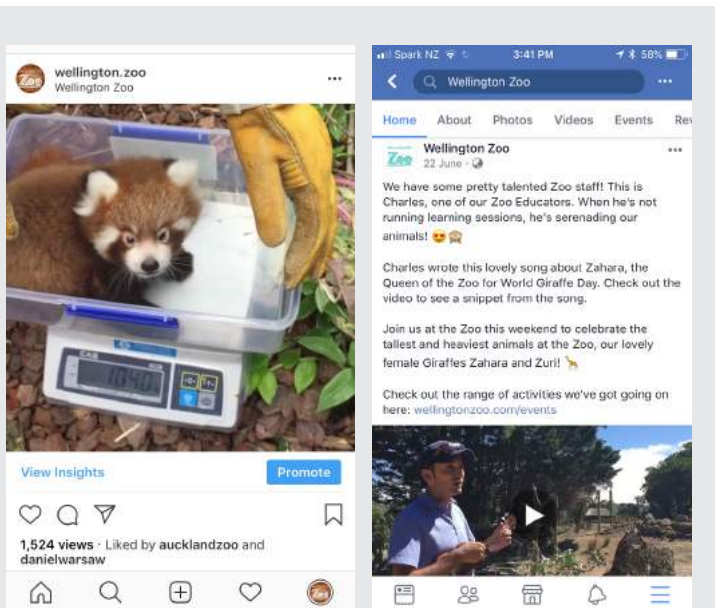 wellington.zoo
Wellington Zoo
Zoo
CAS
View Insights
Promote
1,524 views · Liked by aucklandzoo and
danielwarsaw
Spark NZ
3:41 PM
58%
Wellington Zoo
Home
About
Photos
Videos
Events
Rev
Zoo
Wellington Zoo
22 June ·
We have some pretty talented Zoo staff! This is
Charles, one of our Zoo Educators. When he's not
running learning sessions, he's serenading our
animals! 😍🙈
Charles wrote this lovely song about Zahara, the
Queen of the Zoo for World Giraffe Day. Check out the
video to see a snippet from the song.
Join us at the Zoo this weekend to celebrate the
tallest and heaviest animals at the Zoo, our lovely
female Giraffes Zahara and Zuri! 🦒
Check out the range of activities we've got going on
here: wellingtonzoo.com/events